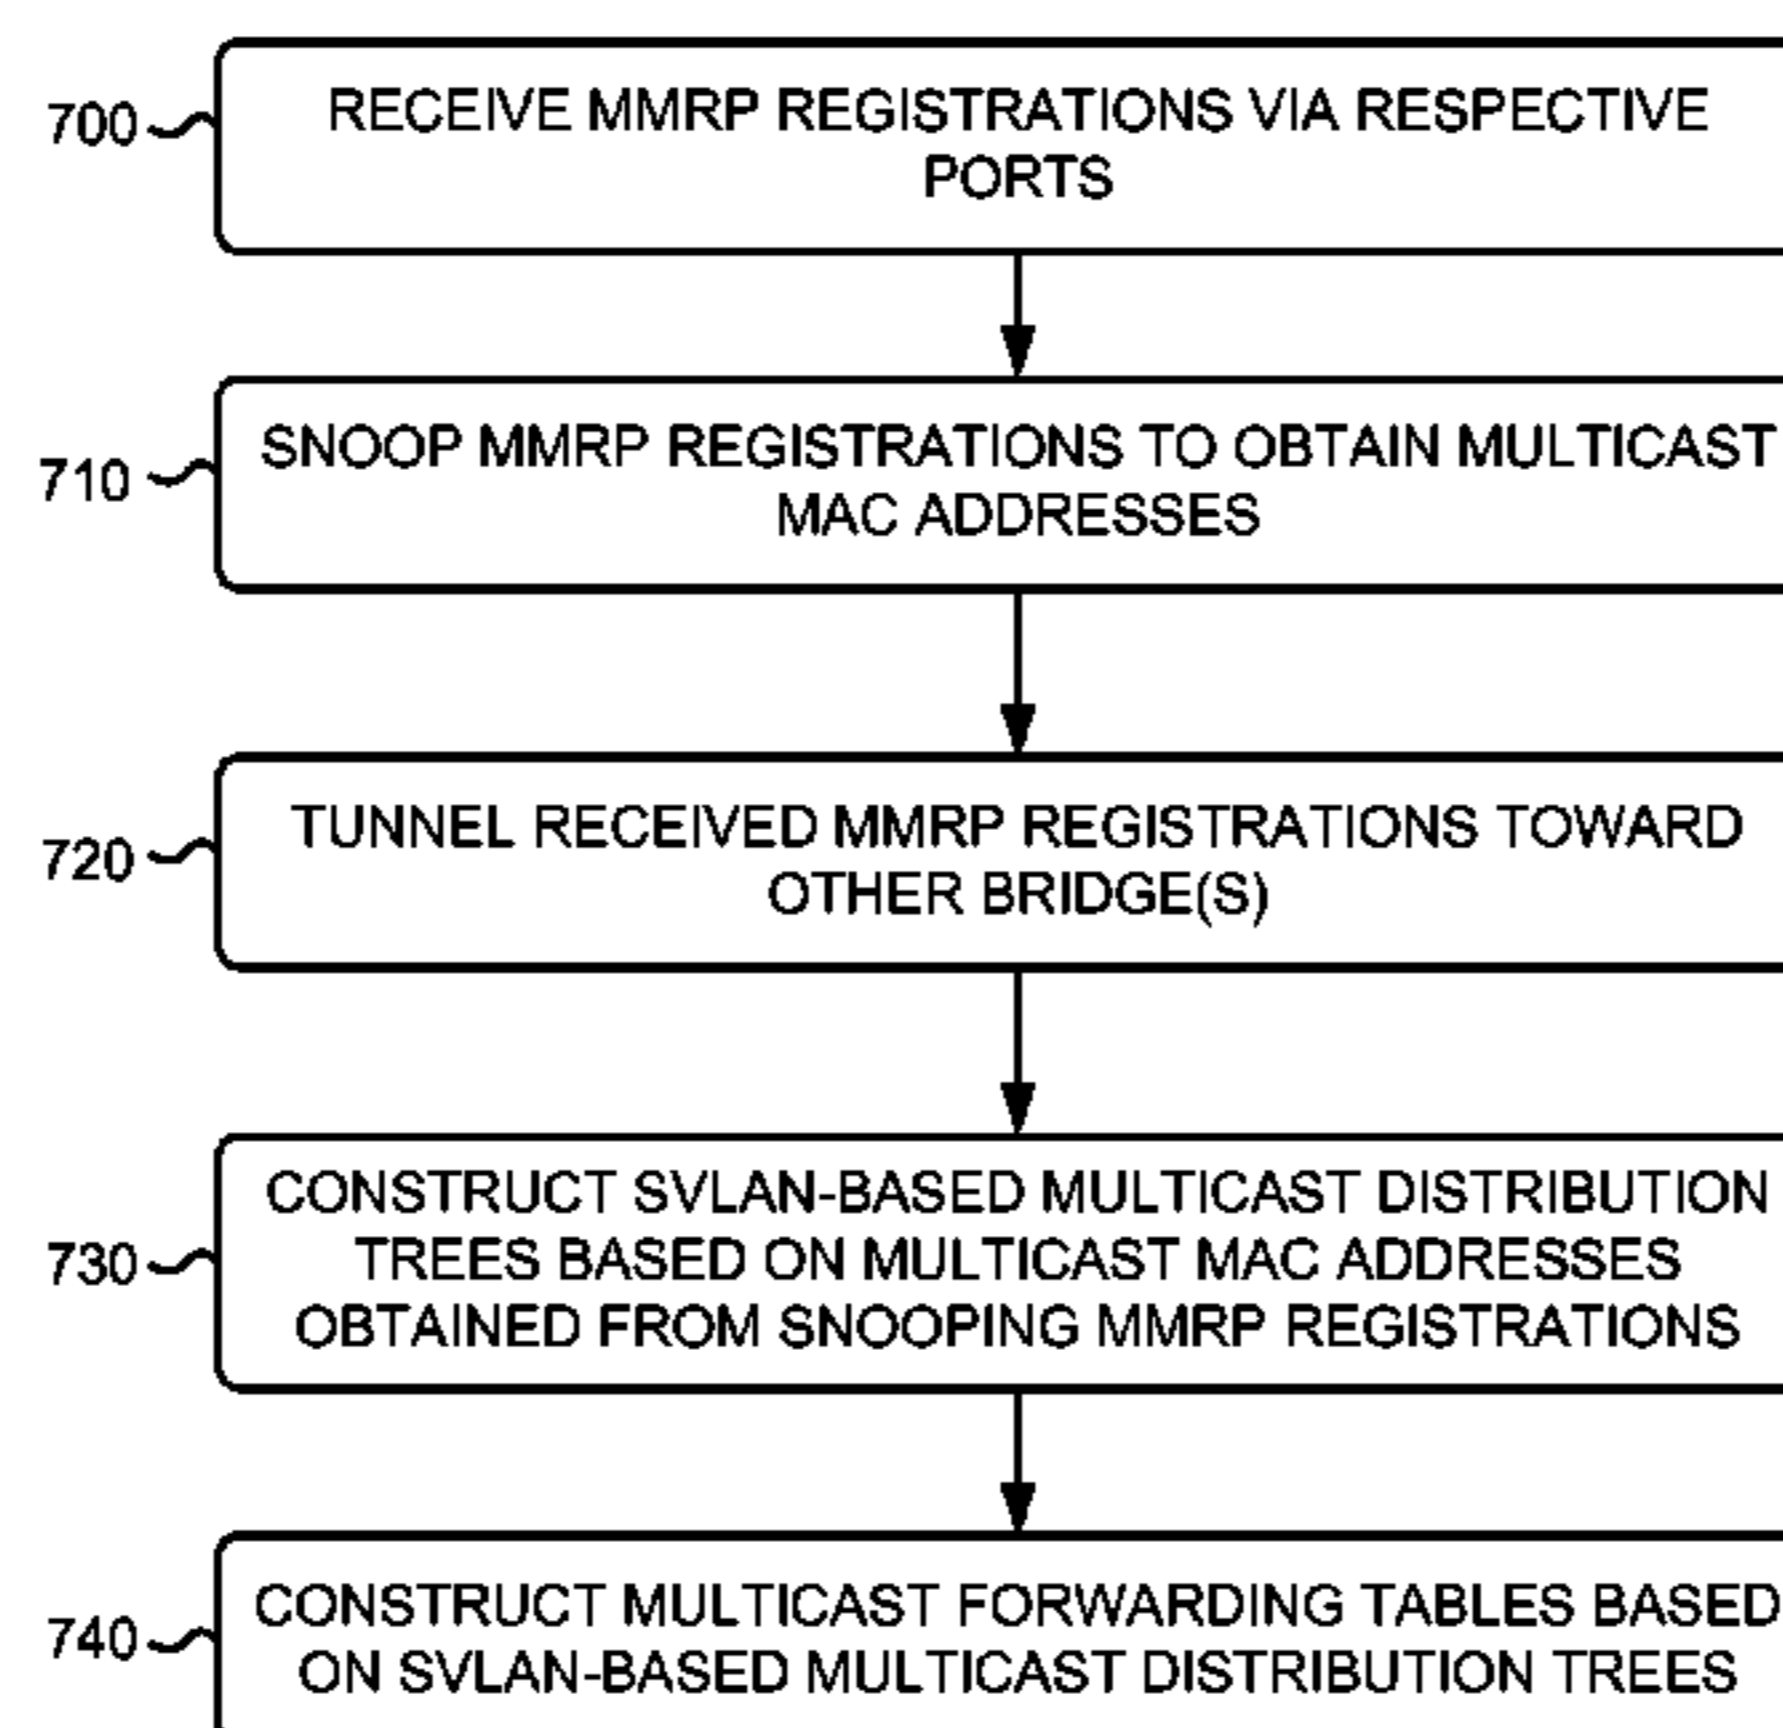 700
RECEIVE MMRP REGISTRATIONS VIA RESPECTIVE
PORTS
710
SNOOP MMRP REGISTRATIONS TO OBTAIN MULTICAST
MAC ADDRESSES
720
TUNNEL RECEIVED MMRP REGISTRATIONS TOWARD
OTHER BRIDGE(S)
730
CONSTRUCT SVLAN-BASED MULTICAST DISTRIBUTION
TREES BASED ON MULTICAST MAC ADDRESSES
OBTAINED FROM SNOOPING MMRP REGISTRATIONS
740
CONSTRUCT MULTICAST FORWARDING TABLES BASED
ON SVLAN-BASED MULTICAST DISTRIBUTION TREES